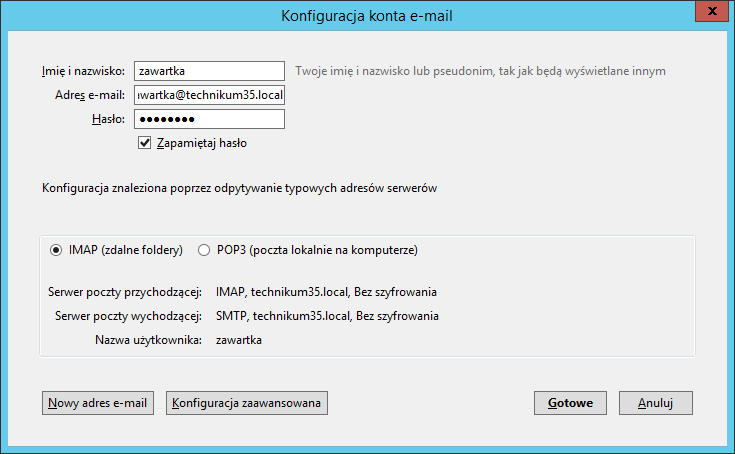 Konfiguracja konta e-mail
x
Imię i nazwisko: zawartka Twoje imię i nazwisko lub pseudonim, tak jak będą wyświetlane innym
Adres e-mail: wartka@technikum35.local
Hasło: ●●●●●●●●
Zapamiętaj hasło
Konfiguracja znaleziona poprzez odpytywanie typowych adresów serwerów
IMAP (zdalne foldery) POP3 (poczta lokalnie na komputerze)
Serwer poczty przychodzącej: IMAP, technikum35.local, Bez szyfrowania
Serwer poczty wychodzącej: SMTP, technikum35.local, Bez szyfrowania
Nazwa użytkownika: zawartka
Nowy adres e-mail Konfiguracja zaawansowana Gotowe Anuluj